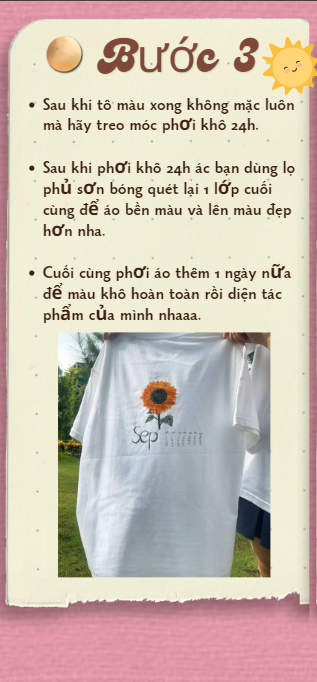 Bước 3
• Sau khi tô màu xong không mặc luôn
mà hãy treo móc phơi khô 24h.
• Sau khi phơi khô 24h ác bạn dùng lọ
phủ sơn bóng quét lại 1 lớp cuối
cùng để áo bền màu và lên màu đẹp
hơn nha.
• Cuối cùng phơi áo thêm 1 ngày nữa
để màu khô hoàn toàn rồi diện tác
phẩm của mình nhaaa.
Sep